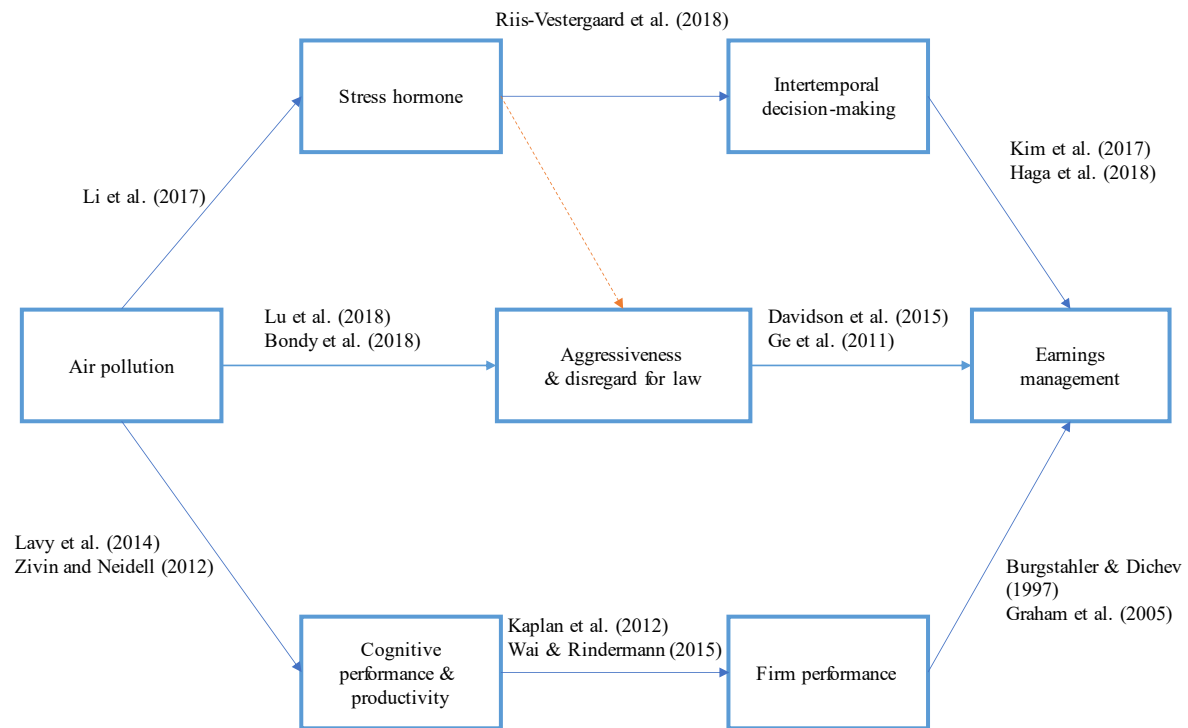 Riis-Vestergaard et al. (2018)
Stress hormone
Intertemporal
decision-making
Kim et al. (2017)
Haga et al. (2018)
Li et al. (2017)
Lu et al. (2018)
Bondy et al. (2018)
Davidson et al. (2015)
Ge et al. (2011)
Air pollution
Aggressiveness
& disregard for law
Earnings
management
Lavy et al. (2014)
Zivin and Neidell (2012)
Burgstahler & Dichev
(1997)
Graham et al. (2005)
Kaplan et al. (2012)
Wai & Rindermann (2015)
Cognitive
performance &
productivity
Firm performance